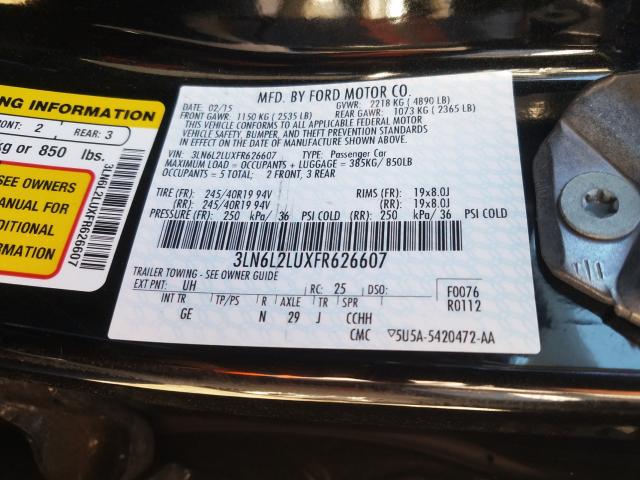 NG INFORMATION
RONT: 2 REAR: 3
kg or 850 lbs.
SEE OWNERS
MANUAL FOR
DDITIONAL
FORMATION
3LN6L2LUXFR626607
MFD. BY FORD MOTOR CO.
DATE: 02/15 GVWR: 2218 KG ( 4890 LB)
FRONT GAWR: 1150 KG ( 2535 LB) REAR GAWR: 1073 KG ( 2365 LB)
THIS VEHICLE CONFORMS TO ALL APPLICABLE FEDERAL MOTOR
VEHICLE SAFETY, BUMPER, AND THEFT PREVENTION STANDARDS IN
EFFECT ON THE DATE OF MANUFACTURE SHOWN ABOVE.
VIN: 3LN6L2LUXFR626607 TYPE: Passenger Car
MAXIMUM LOAD = OCCUPANTS + LUGGAGE = 385KG/ 850LB
OCCUPANTS = 5 TOTAL: 2 FRONT, 3 REAR
TIRE (FR): 245/40R19 94V RIMS (FR): 19x8.0J
(RR): 245/40R19 94V (RR): 19x8.0J
PRESSURE (FR): 250 kPa/ 36 PSI COLD (RR): 250 kPa/ 36 PSI COLD
3LN6L2LUXFR626607
TRAILER TOWING - SEE OWNER GUIDE
EXT PNT: UH RC: 25 DSO: F0076
INT TR TP/PS R AXLE TR SPR R0112
GE N 29 J CCHH
CMC ▽5U5A-5420472-AA